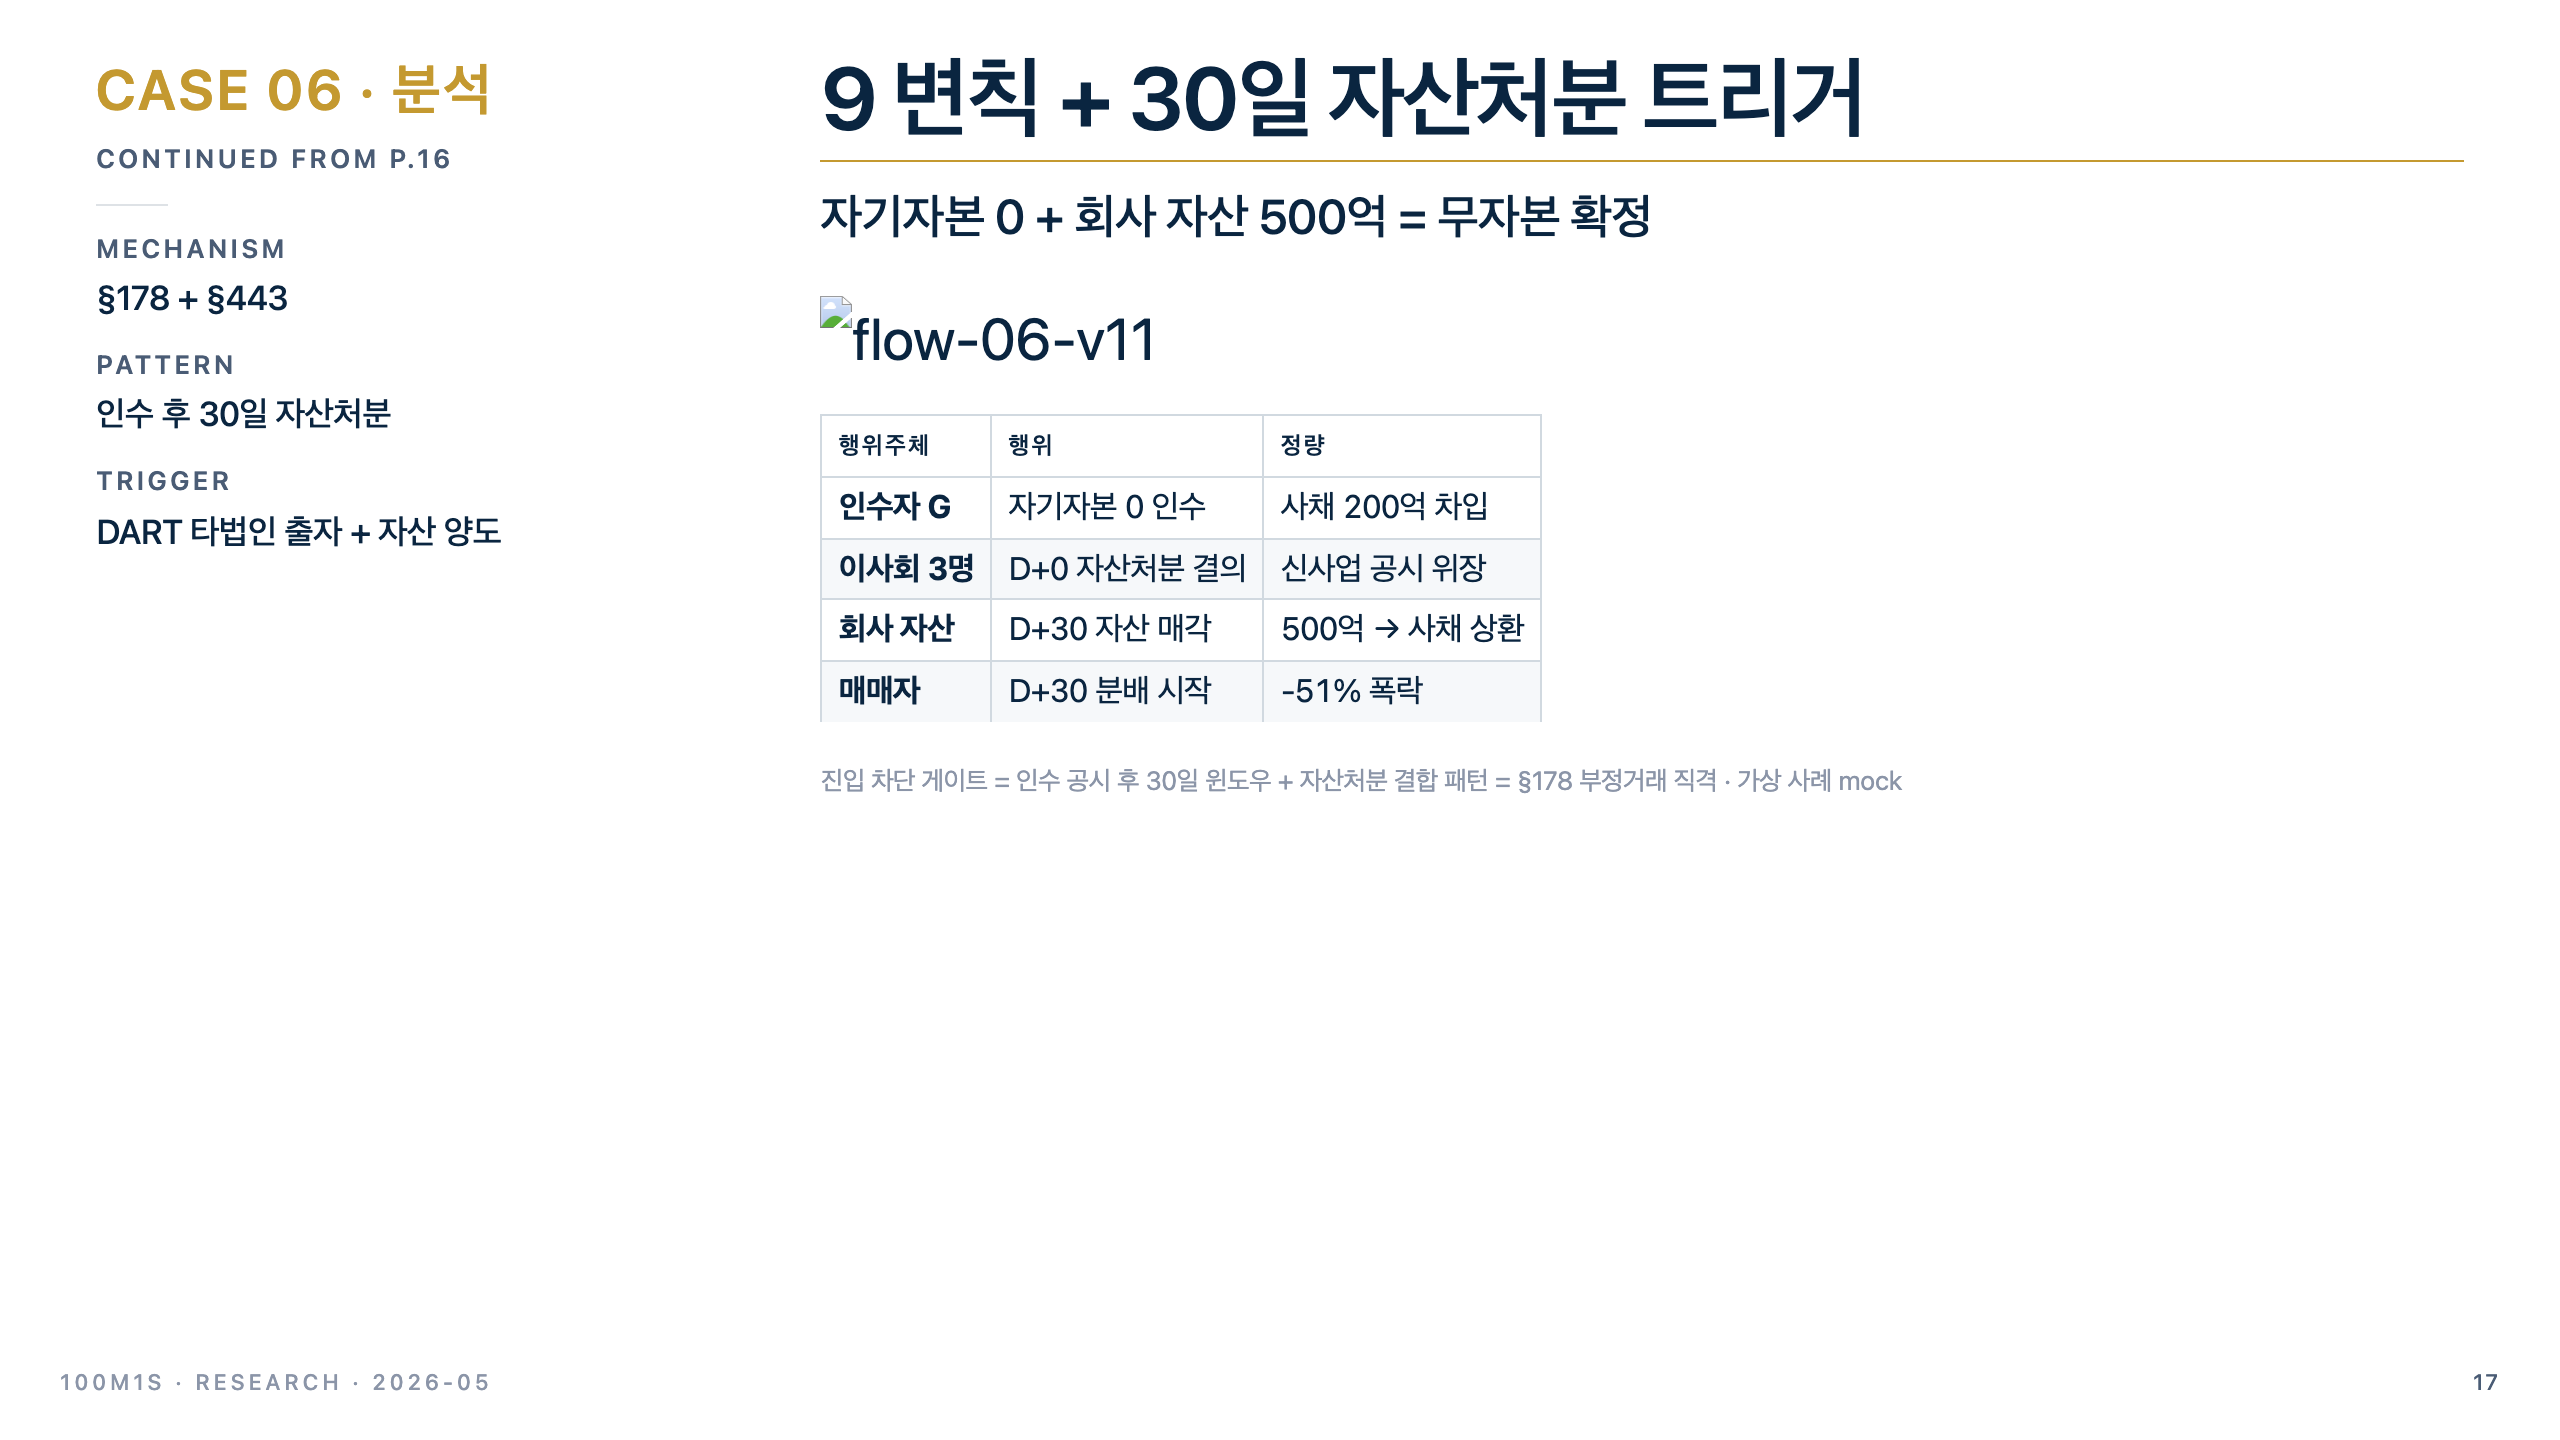 CASE 06 · 분석
CONTINUED FROM P.16
MECHANISM
§178 + §443
PATTERN
인수 후 30일 자산처분
TRIGGER
DART 타법인 출자 + 자산 양도
9 변칙 + 30일 자산처분 트리거
자기자본 0 + 회사 자산 500억 = 무자본 확정
flow-06-v11
행위주체 행위 정량
인수자 G 자기자본 0 인수 사채 200억 차입
이사회 3명 D+0 자산처분 결의 신사업 공시 위장
회사 자산 D+30 자산 매각 500억 → 사채 상환
매매자 D+30 분배 시작 -51% 폭락
진입 차단 게이트 = 인수 공시 후 30일 윈도우 + 자산처분 결합 패턴 = §178 부정거래 직격 · 가상 사례 mock
100M1S · RESEARCH · 2026-05
17